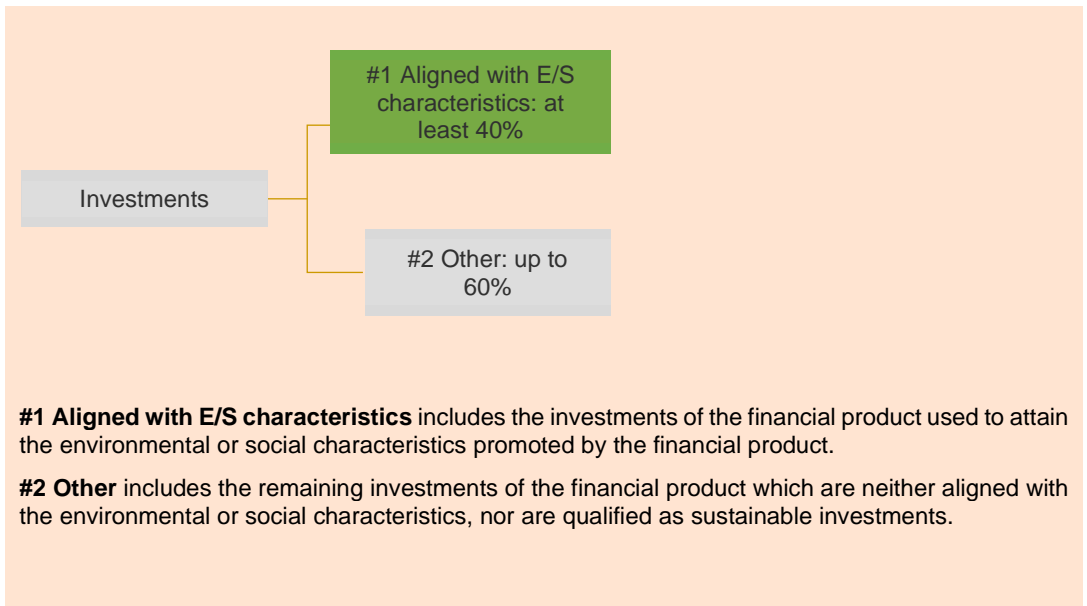 #1 Aligned with E/S
characteristics: at
least 40%
Investments
#2 Other: up to
60%
#1 Aligned with E/S characteristics includes the investments of the financial product used to attain
the environmental or social characteristics promoted by the financial product.
#2 Other includes the remaining investments of the financial product which are neither aligned with
the environmental or social characteristics, nor are qualified as sustainable investments.